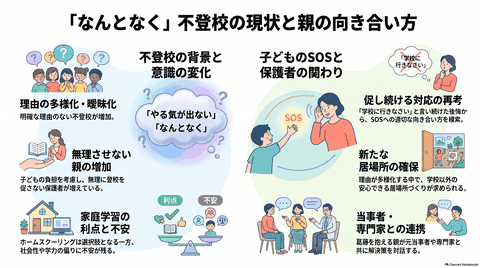 「なんとなく」不登校の現状と親の向き合い方
不登校の背景と
意識の変化
理由の多様化・曖昧化
明確な理由のない不登校が増加。
「やる気が出ない」
「なんとなく」
無理させない
親の増加
子どもの負担を考慮し、無理に登校を
促さない保護者が増えている。
利点
不安
家庭学習の
利点と不安
ホームスクーリングは選択肢となる一方、
社会性や学力の偏りに不安が残る。
子どものSOSと
保護者の関わり
「学校に
行きなさい」
SOS
促し続ける対応の再考
「学校に行きなさい」と言い続けた後悔か
ら、SOSへの適切な向き合い方を模索。
新たな
居場所の確保
理由が多様化する中で、学校以外の
安心できる居場所づくりが求められる。
当事者・
専門家との連携
葛藤を抱える親が元当事者や専門家と
共に解決策を対話する。
Gemini Notebook